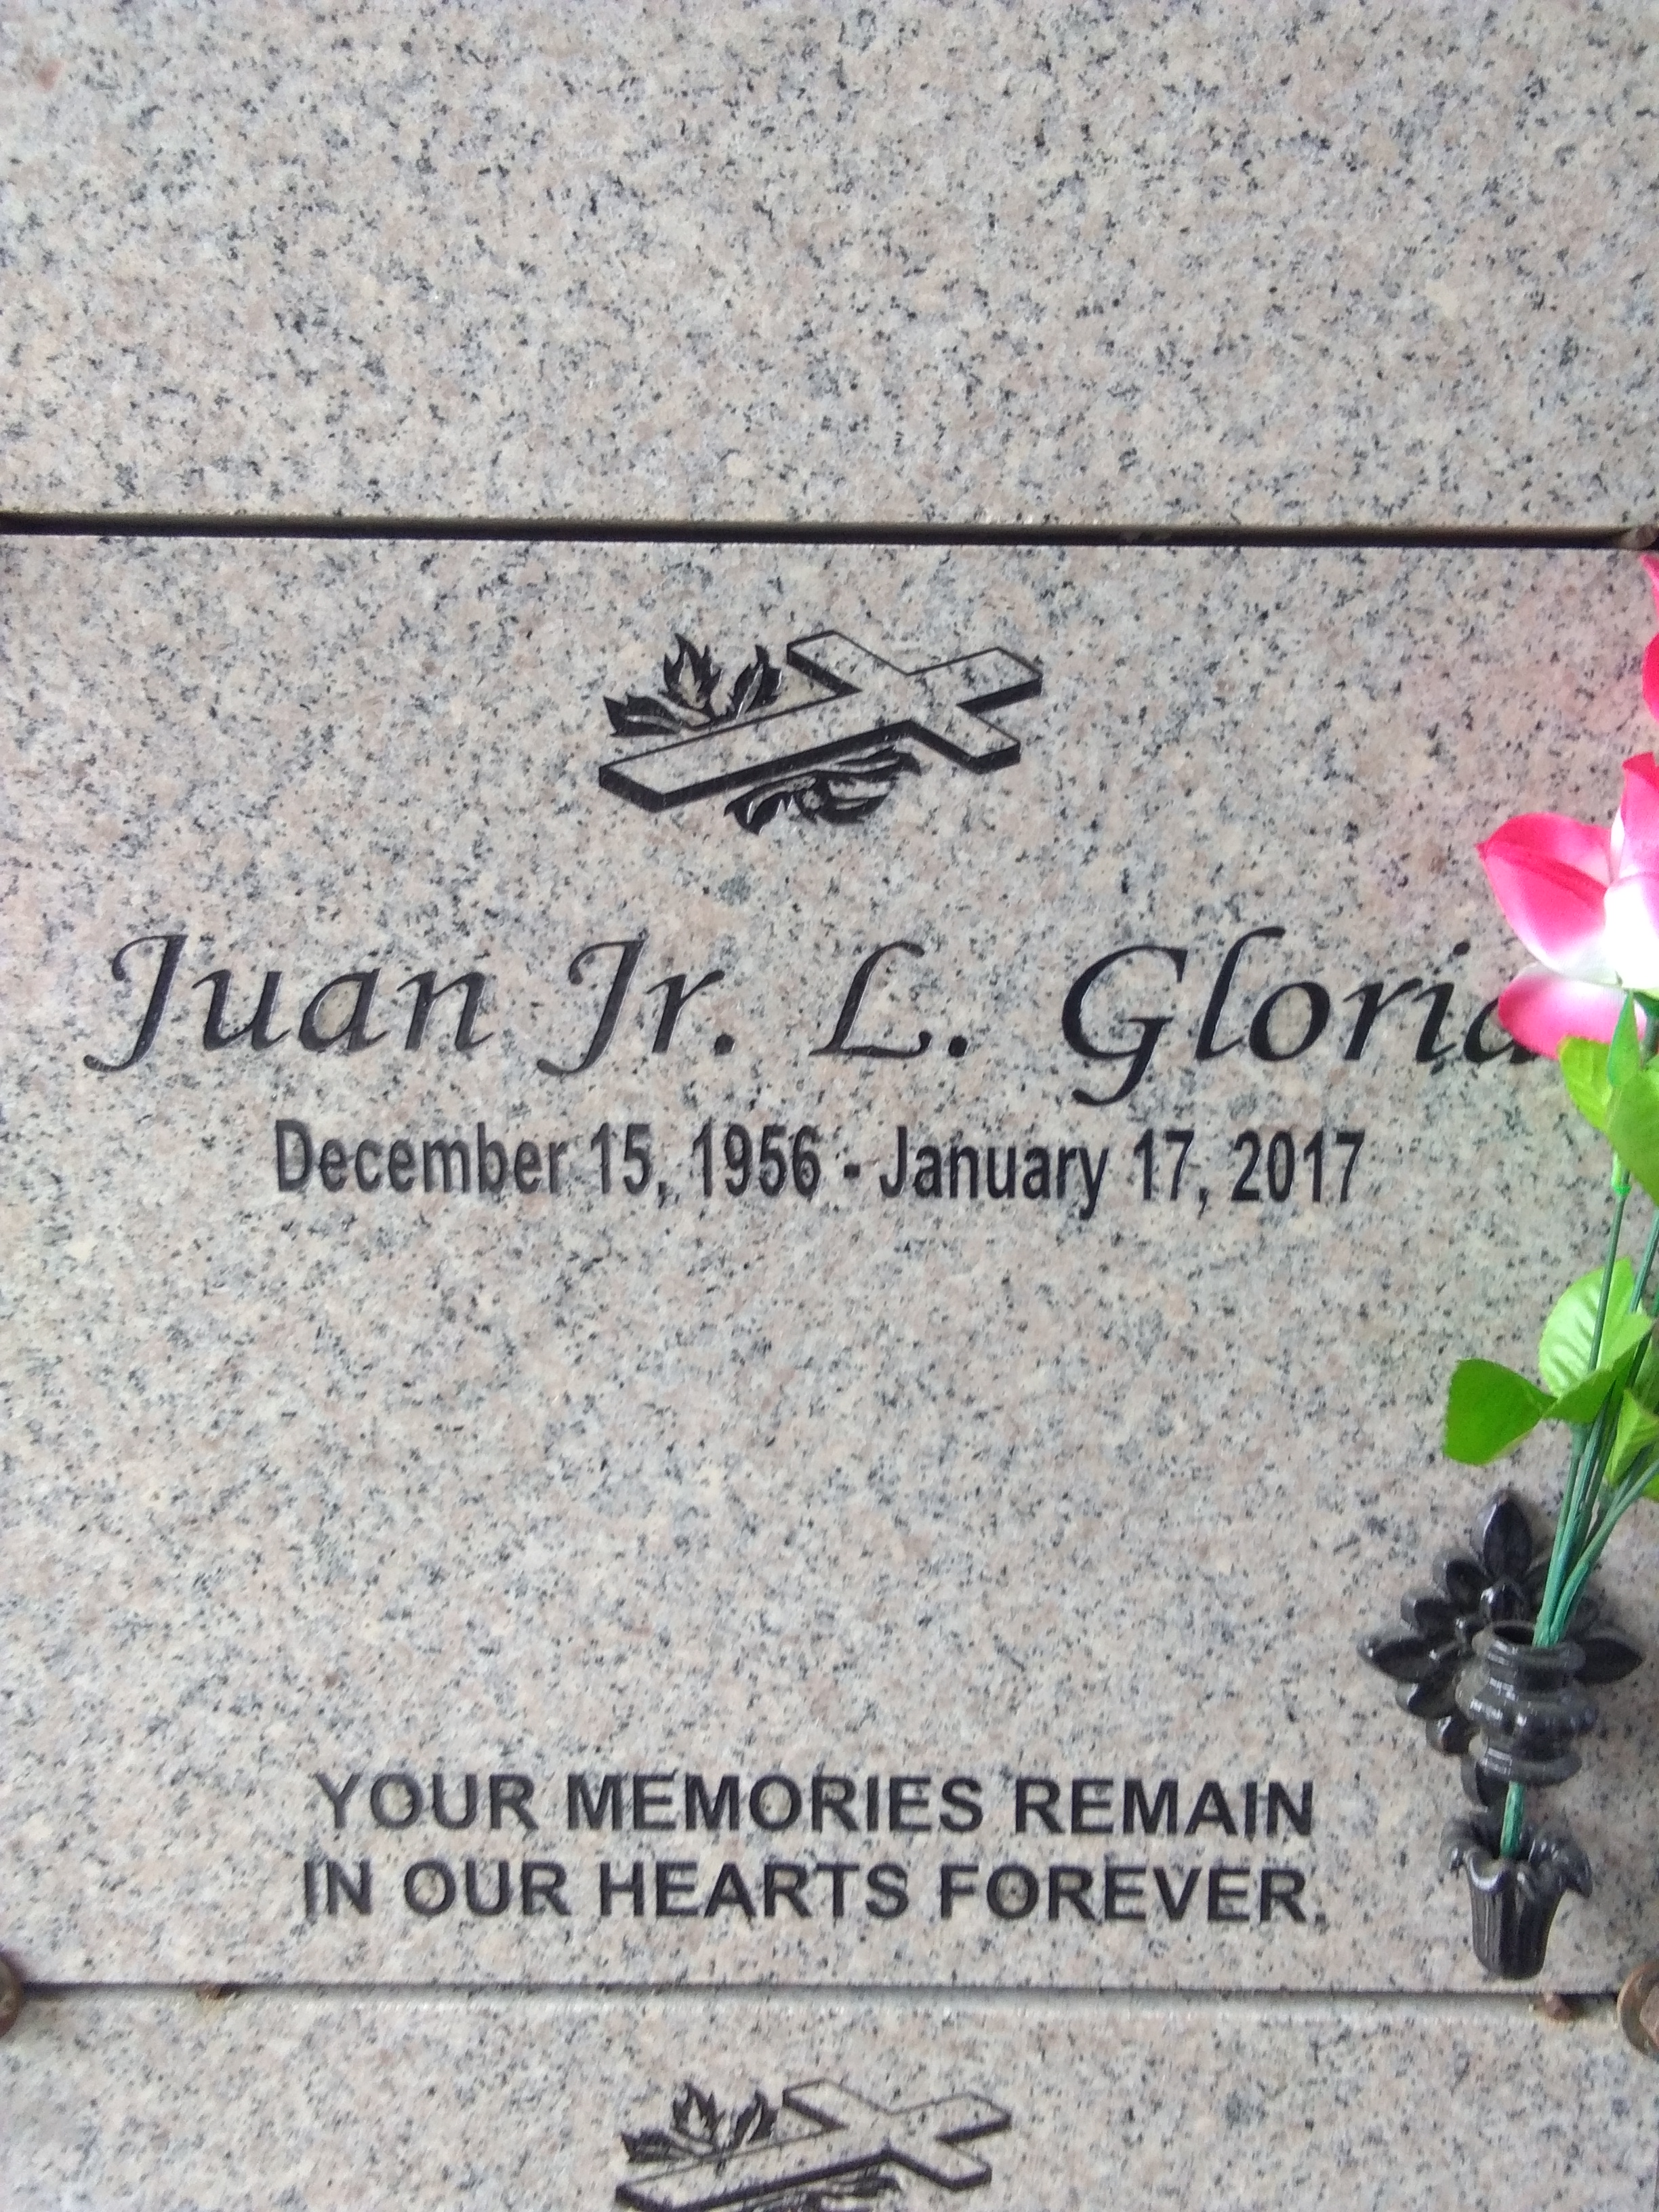 Juan Jr. L. Gloria
December 15, 1956 - January 17, 2017
YOUR MEMORIES REMAIN
IN OUR HEARTS FOREVER.